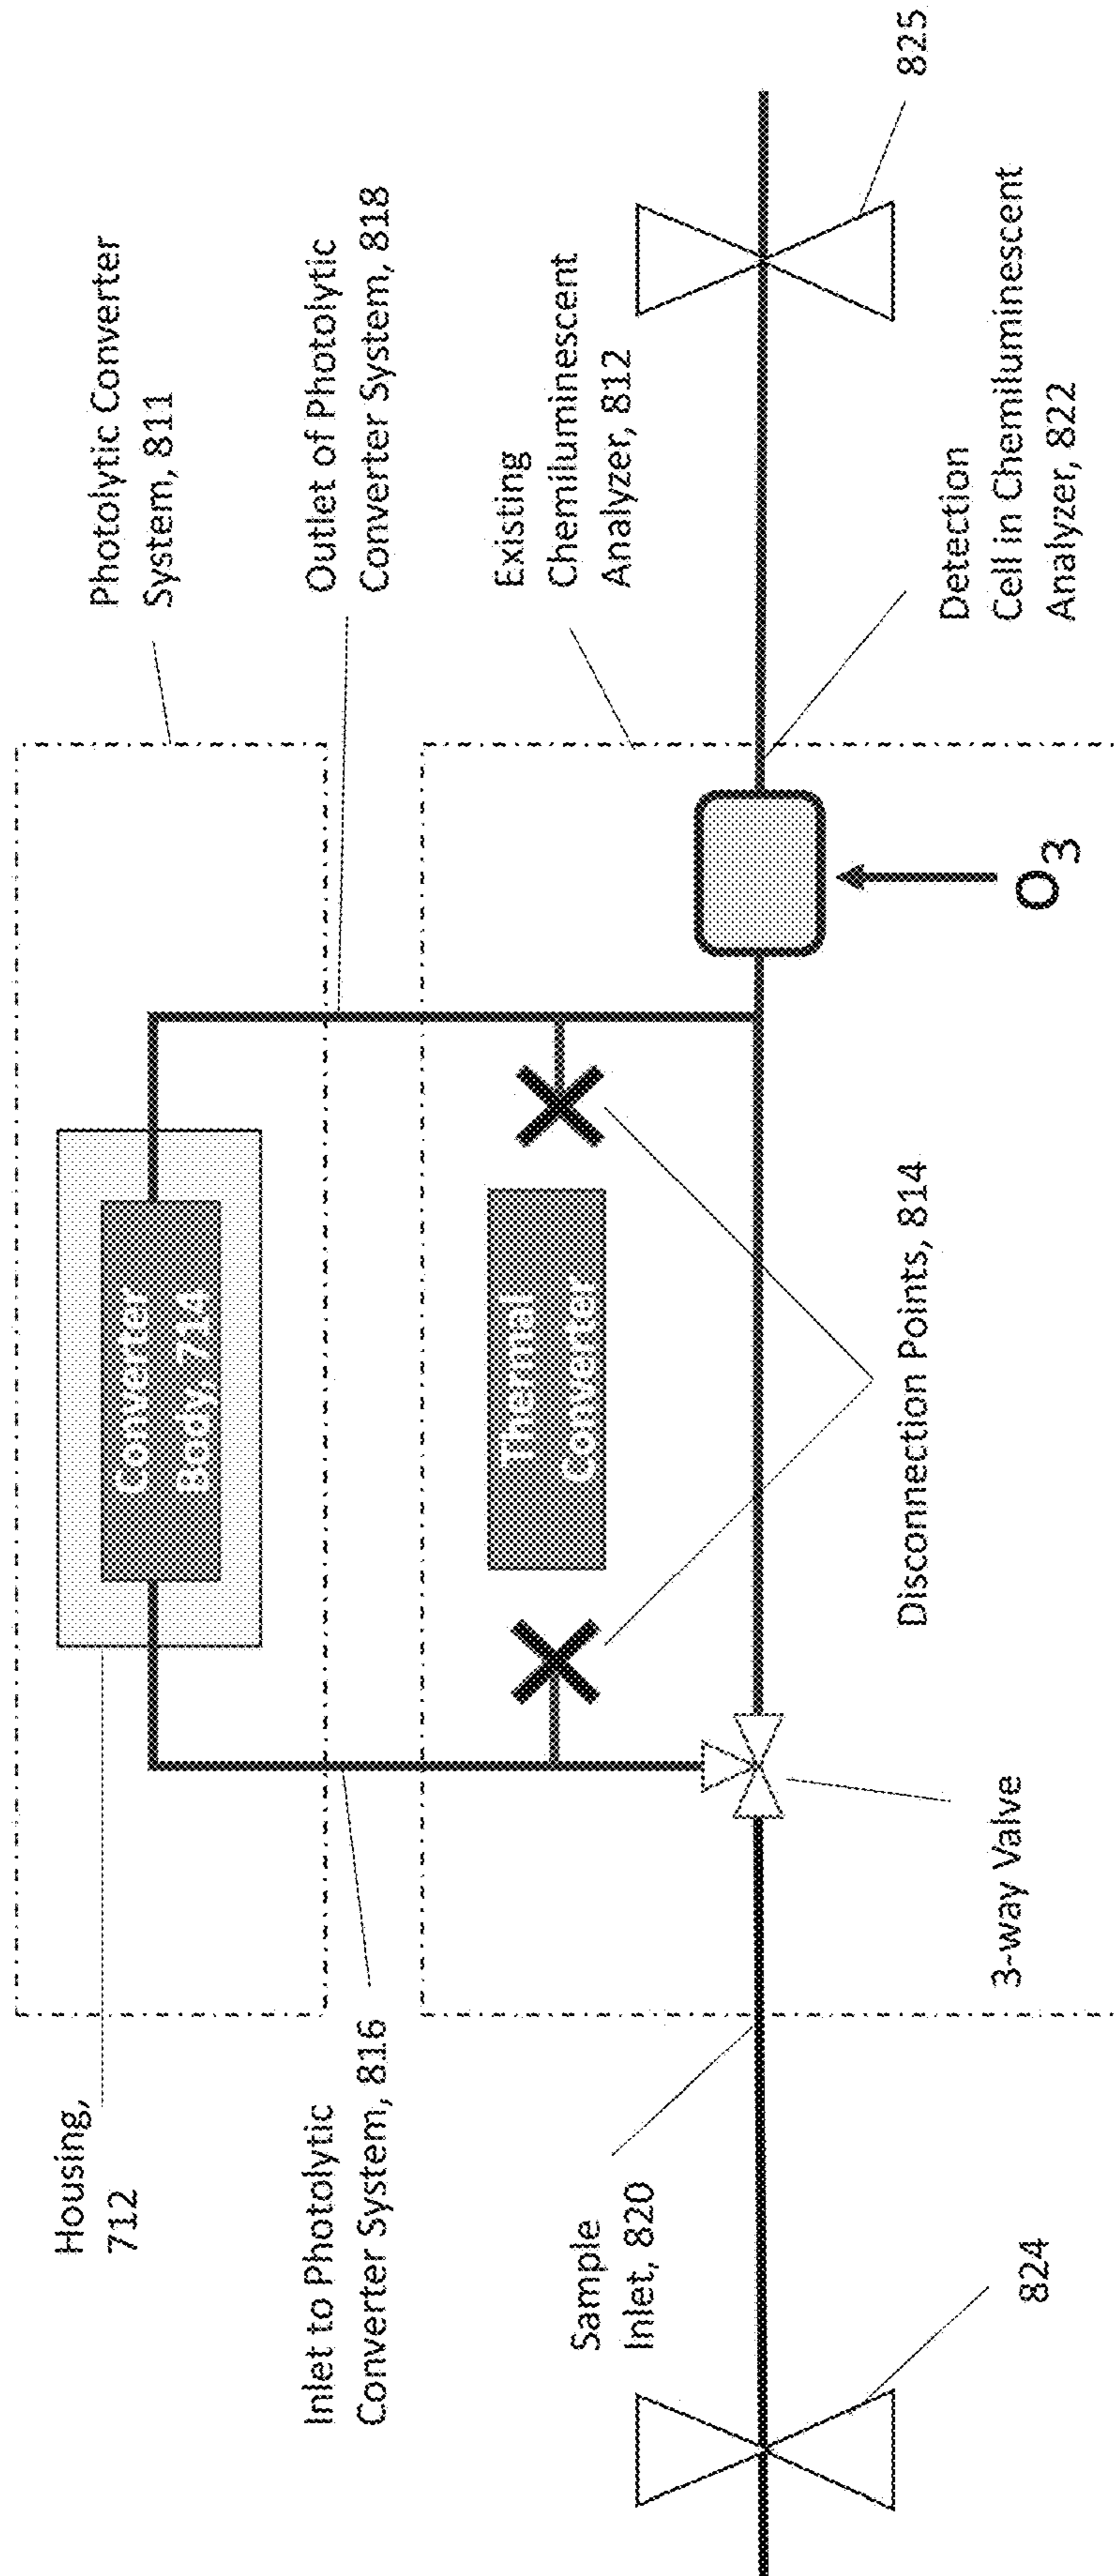 Housing,
712
Photolytic Converter
System, 811
Converter
Body, 714
Inlet to Photolytic
Converter System, 816
Outlet of Photolytic
Converter System, 818
Thermal
Converter
Existing
Chemiluminescent
Analyzer, 812
Sample
Inlet, 820
824
3-way Valve
Disconnection Points, 814
O3
Detection
Cell in Chemiluminescent
Analyzer, 822
825